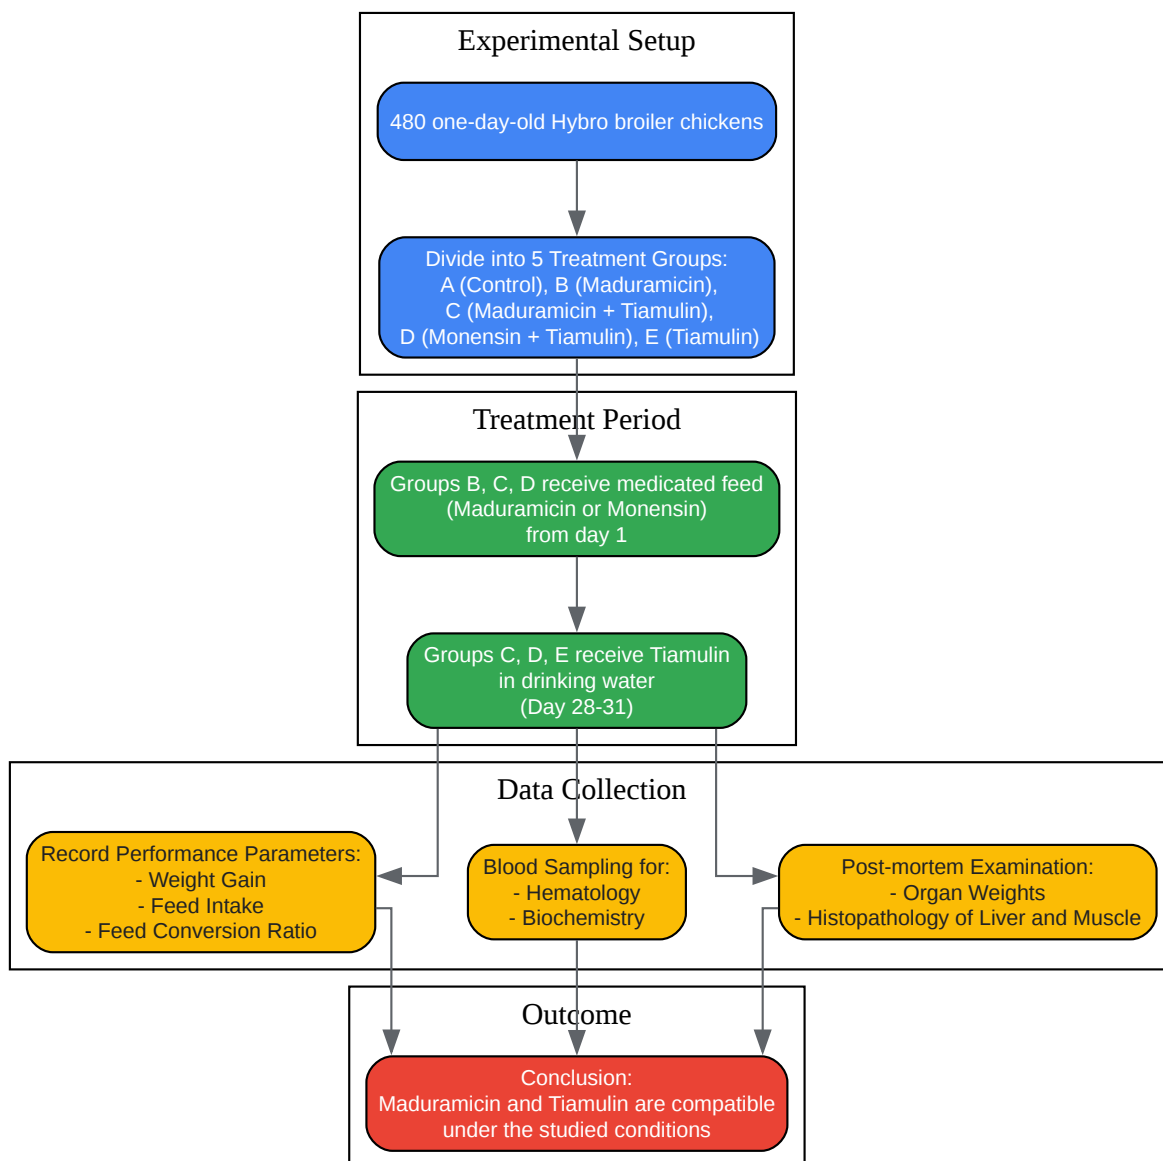 Experimental Setup
480 one-day-old Hybro broiler chickens
Divide into 5 Treatment Groups:
A (Control), B (Maduramicin),
C (Maduramicin + Tiamulin),
D (Monensin + Tiamulin), E (Tiamulin)
Treatment Period
Groups B, C, D receive medicated feed
(Maduramicin or Monensin)
from day 1
Groups C, D, E receive Tiamulin
in drinking water
(Day 28-31)
Data Collection
Record Performance Parameters:
- Weight Gain
- Feed Intake
- Feed Conversion Ratio
Blood Sampling for:
- Hematology
- Biochemistry
Post-mortem Examination:
- Organ Weights
- Histopathology of Liver and Muscle
Outcome
Conclusion:
Maduramicin and Tiamulin are compatible
under the studied conditions